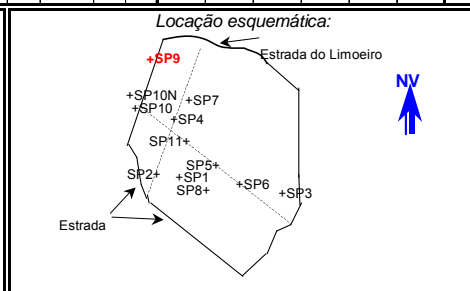 Locação esquemática:
Estrada do Limoeiro
+SP9
NV
+SP10N
+SP7
+SP10
+SP4
SP11+
SP5+
SP2+
+SP1
+SP6
SP8+
+SP3
Estrada